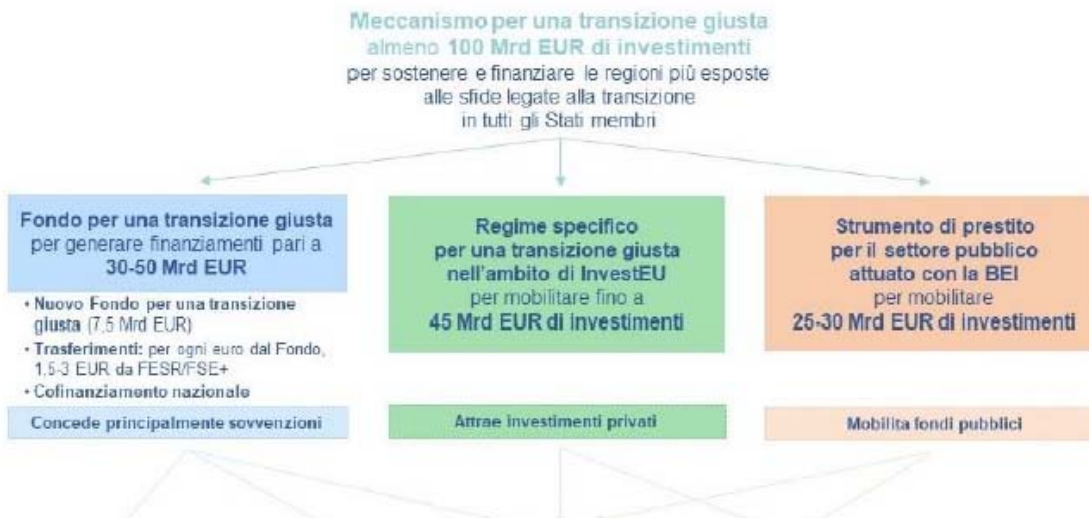 Meccanismo per una transizione giusta
almeno 100 Mrd EUR di investimenti
per sostenere e finanziare le regioni più esposte
alle sfide legate alla transizione
in tutti gli Stati membri
Fondo per una transizione giusta
per generare finanziamenti pari a
30-50 Mrd EUR
• Nuovo Fondo per una transizione
giusta (7,5 Mrd EUR)
• Trasferimenti: per ogni euro dal Fondo,
1,5-3 EUR da FESR/FSE+
• Cofinanziamento nazionale
Concede principalmente sovvenzioni
Regime specifico
per una transizione giusta
nell'ambito di InvestEU
per mobilitare fino a
45 Mrd EUR di investimenti
Attrae investimenti privati
Strumento di prestito
per il settore pubblico
attuato con la BEI
per mobilitare
25-30 Mrd EUR di investimenti
Mobilita fondi pubblici